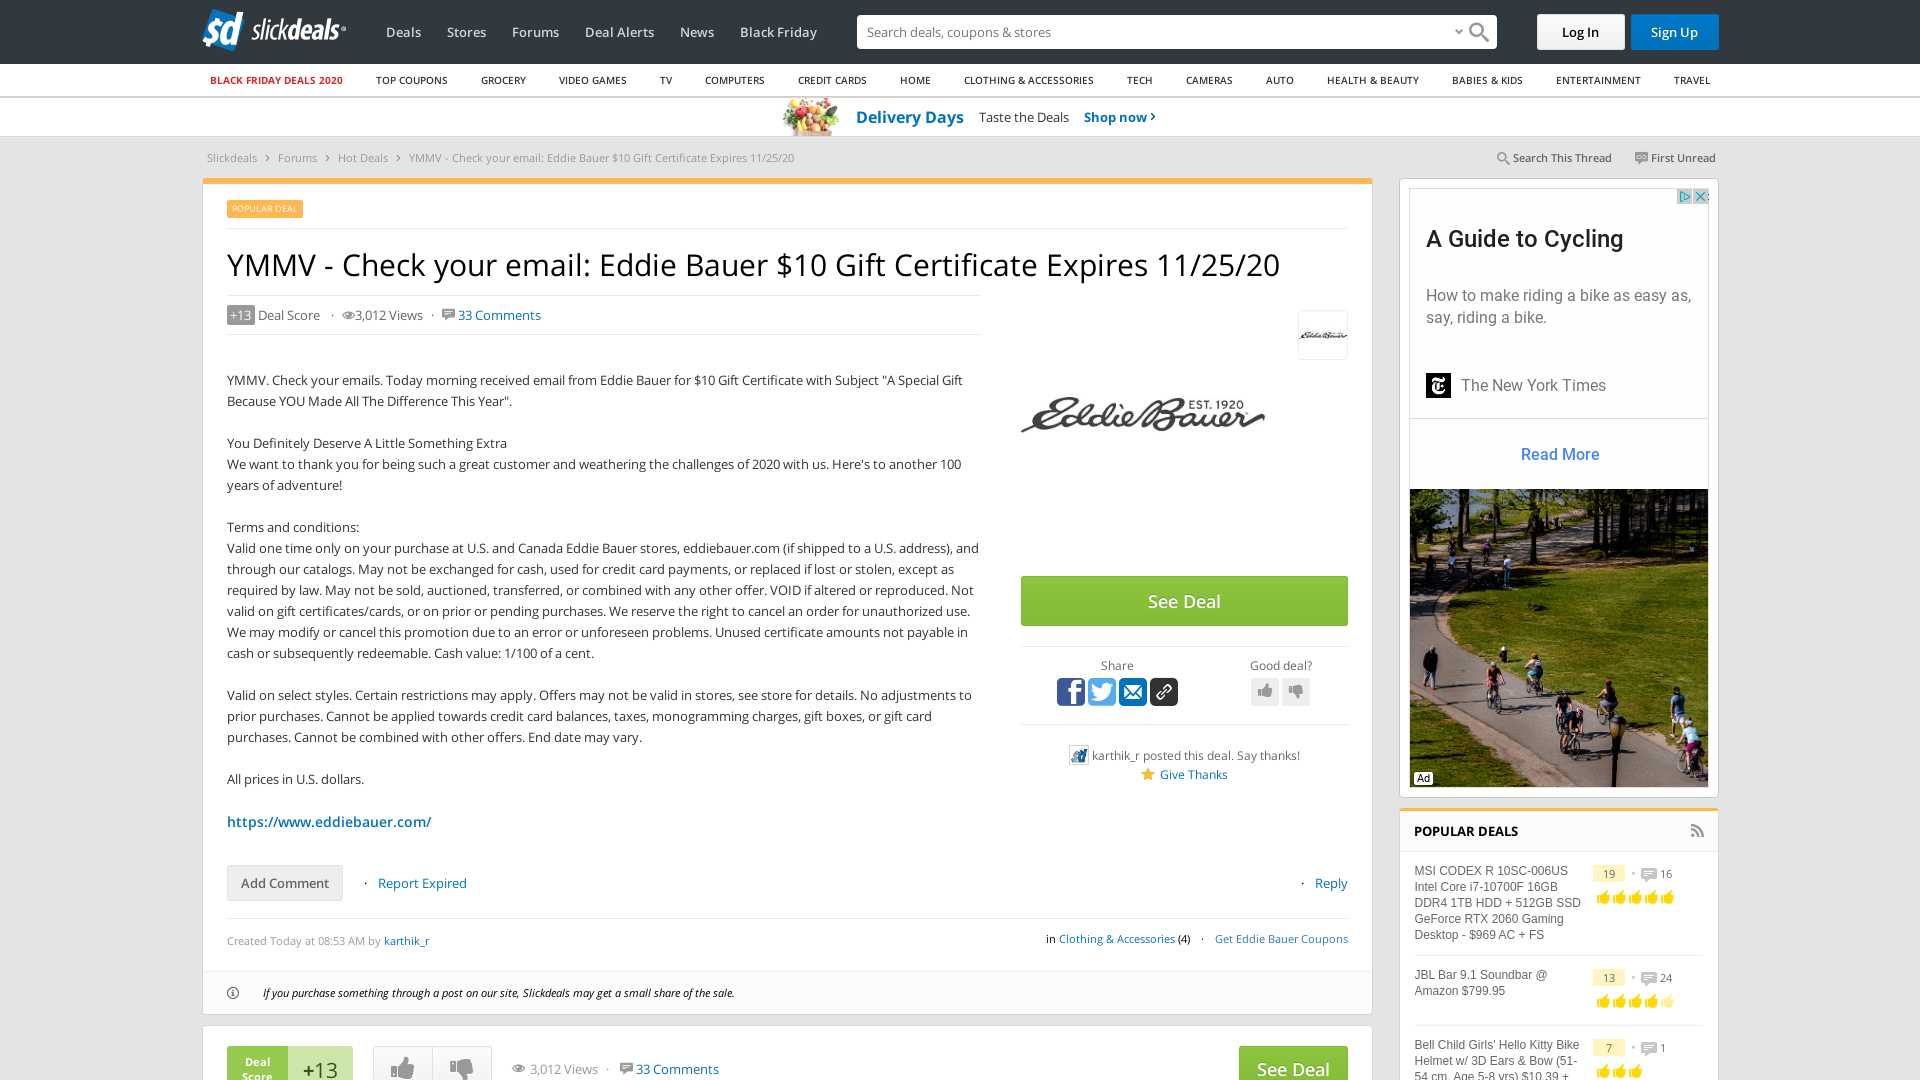 slickdeals
Deals Stores Forums Deal Alerts News Black Friday
Search deals, coupons & stores
Log In
Sign Up
BLACK FRIDAY DEALS 2020 TOP COUPONS GROCERY VIDEO GAMES TV COMPUTERS CREDIT CARDS HOME CLOTHING & ACCESSORIES TECH CAMERAS AUTO HEALTH & BEAUTY BABIES & KIDS ENTERTAINMENT TRAVEL
Delivery Days Taste the Deals Shop now
Slickdeals > Forums > Hot Deals > YMMV - Check your email: Eddie Bauer $10 Gift Certificate Expires 11/25/20
Search This Thread First Unread
POPULAR DEAL
YMMV - Check your email: Eddie Bauer $10 Gift Certificate Expires 11/25/20
+13 Deal Score · 3,012 Views · 33 Comments
YMMV. Check your emails. Today morning received email from Eddie Bauer for $10 Gift Certificate with Subject "A Special Gift
Because YOU Made All The Difference This Year".
You Definitely Deserve A Little Something Extra
We want to thank you for being such a great customer and weathering the challenges of 2020 with us. Here's to another 100
years of adventure!
Terms and conditions:
Valid one time only on your purchase at U.S. and Canada Eddie Bauer stores, eddiebauer.com (if shipped to a U.S. address), and
through our catalogs. May not be exchanged for cash, used for credit card payments, or replaced if lost or stolen, except as
required by law. May not be sold, auctioned, transferred, or combined with any other offer. VOID if altered or reproduced. Not
valid on gift certificates/cards, or on prior or pending purchases. We reserve the right to cancel an order for unauthorized use.
We may modify or cancel this promotion due to an error or unforeseen problems. Unused certificate amounts not payable in
cash or subsequently redeemable. Cash value: 1/100 of a cent.
Valid on select styles. Certain restrictions may apply. Offers may not be valid in stores, see store for details. No adjustments to
prior purchases. Cannot be applied towards credit card balances, taxes, monogramming charges, gift boxes, or gift card
purchases. Cannot be combined with other offers. End date may vary.
All prices in U.S. dollars.
https://www.eddiebauer.com/
Add Comment · Report Expired
· Reply
Created Today at 08:53 AM by karthik_r
in Clothing & Accessories (4) · Get Eddie Bauer Coupons
If you purchase something through a post on our site, Slickdeals may get a small share of the sale.
Deal
Score
+13
3,012 Views · 33 Comments
See Deal
Eddie Bauer
EST. 1920
Eddie Bauer
See Deal
Share
Good deal?
karthik_r posted this deal. Say thanks!
Give Thanks
A Guide to Cycling
How to make riding a bike as easy as,
say, riding a bike.
The New York Times
Read More
Ad
POPULAR DEALS
MSI CODEX R 10SC-006US
Intel Core i7-10700F 16GB
DDR4 1TB HDD + 512GB SSD
GeForce RTX 2060 Gaming
Desktop - $969 AC + FS
19 • 16
JBL Bar 9.1 Soundbar @
Amazon $799.95
13 • 24
Bell Child Girls' Hello Kitty Bike
Helmet w/ 3D Ears & Bow (51-
54 cm, Age 5-8 yrs) $10.39 +
7 • 1